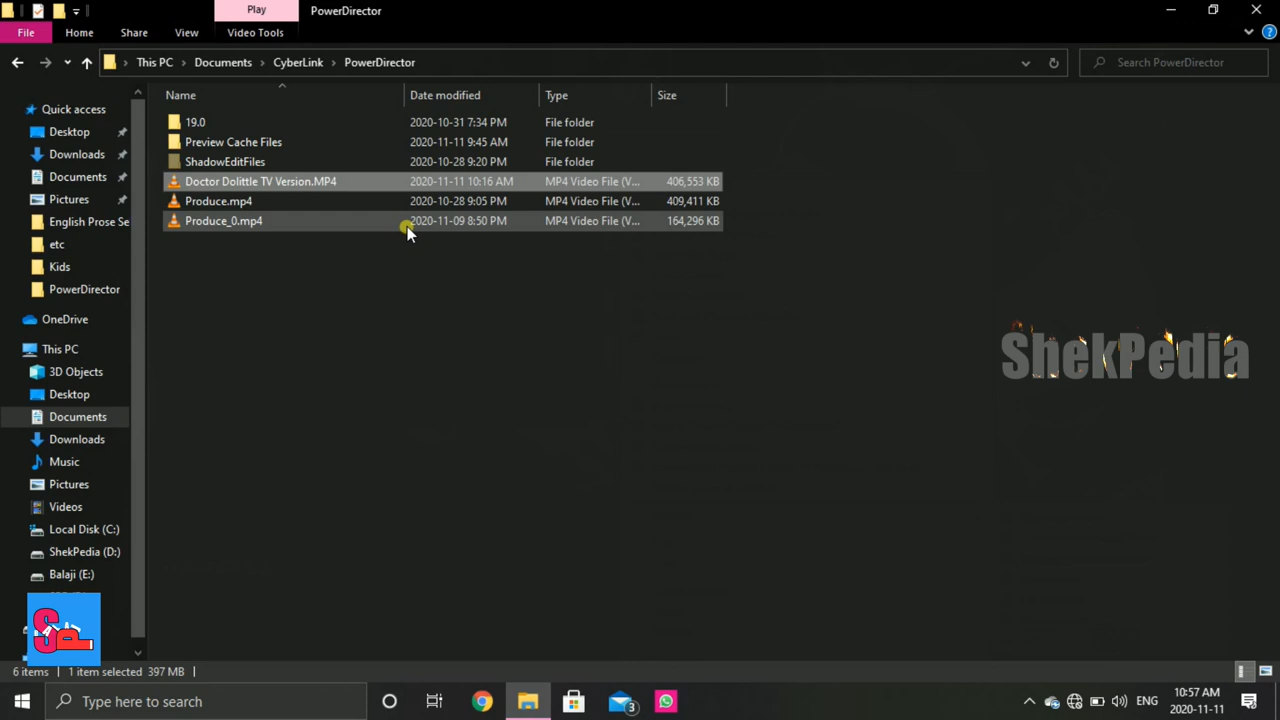 Play
PowerDirector
File
Home
Share
View
Video Tools
This PC
Documents
CyberLink
PowerDirector
Search PowerDirector
Name
Date modified
Type
Size
19.0
2020-10-31 7:34 PM
File folder
Preview Cache Files
2020-11-11 9:45 AM
File folder
ShadowEditFiles
2020-10-28 9:20 PM
File folder
Doctor Dolittle TV Version.MP4
2020-11-11 10:16 AM
MP4 Video File (V...
406,553 KB
Produce.mp4
2020-10-28 9:05 PM
MP4 Video File (V...
409,411 KB
Produce_0.mp4
2020-11-09 8:50 PM
MP4 Video File (V...
164,296 KB
Quick access
Desktop
Downloads
Documents
Pictures
English Prose Se
etc
Kids
PowerDirector
OneDrive
This PC
3D Objects
Desktop
Documents
Downloads
Music
Pictures
Videos
Local Disk (C:)
ShekPedia (D:)
Balaji (E:)
ShekPedia
SP
6 items
1 item selected 397 MB
Type here to search
3
ENG
10:57 AM
2020-11-11